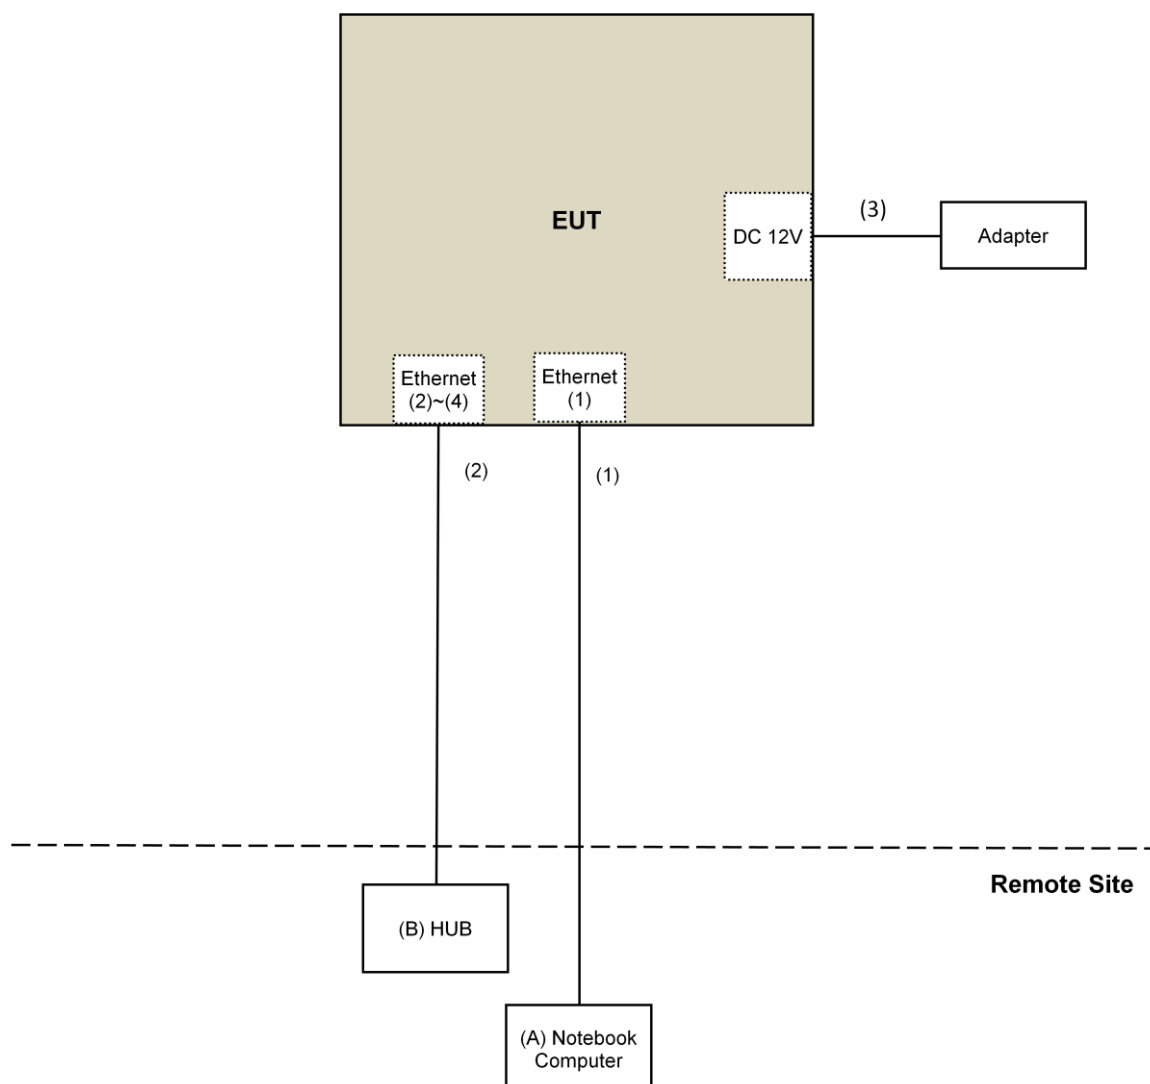 EUT
DC 12V
(3)
Adapter
Ethernet
(2)~(4)
Ethernet
(1)
(2)
(1)
Remote Site
(B) HUB
(A) Notebook
Computer